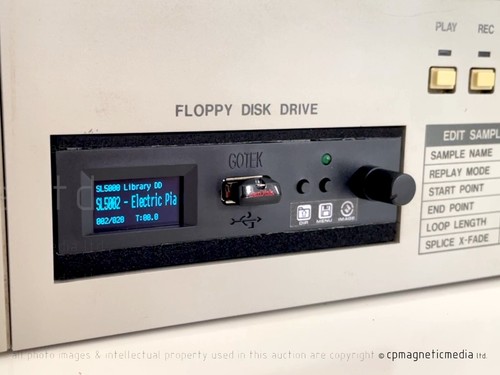 PLAY
REC
FLOPPY DISK DRIVE
GOTEK
SL5000 Library DD
SL5002 - Electric Pia
002/020 T:00.0
DIR
MENU
EDIT SAMPL
SAMPLE NAME
REPLAY MODE
START POINT
END POINT
LOOP LENGTH
SPLICE X-FADE
all photo images & intellectual property used in this auction are copyright © cpmagneticmedia ltd.